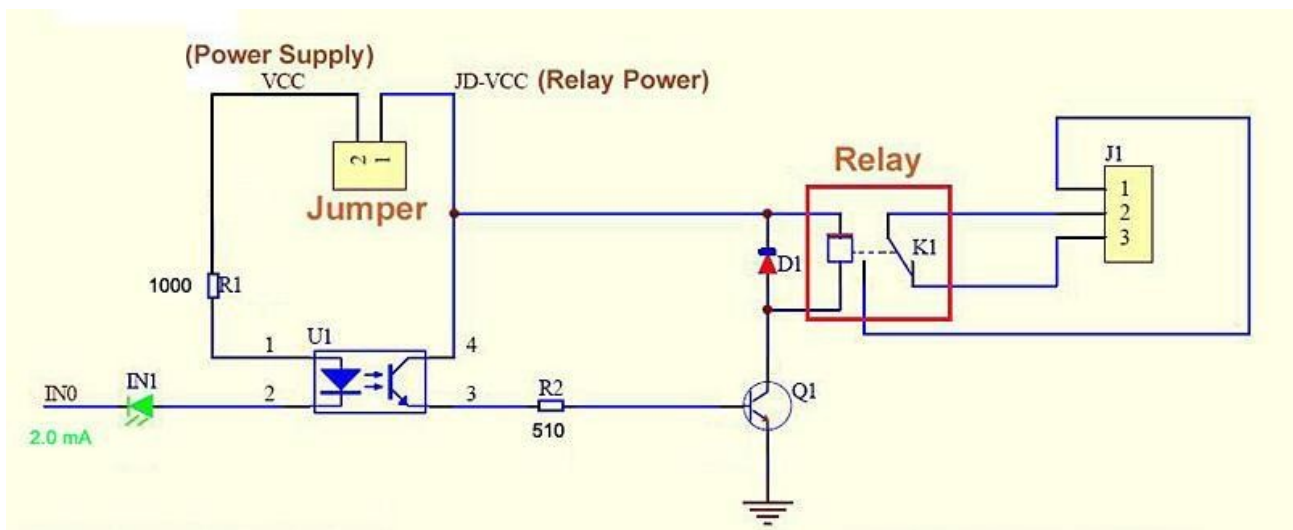 (Power Supply)
VCC
JD-VCC (Relay Power)
2 1
Jumper
Relay
J1
1
2
3
K1
D1
1000 R1
U1
1
4
IN0
IN1
2
3
R2
Q1
2.0 mA
510